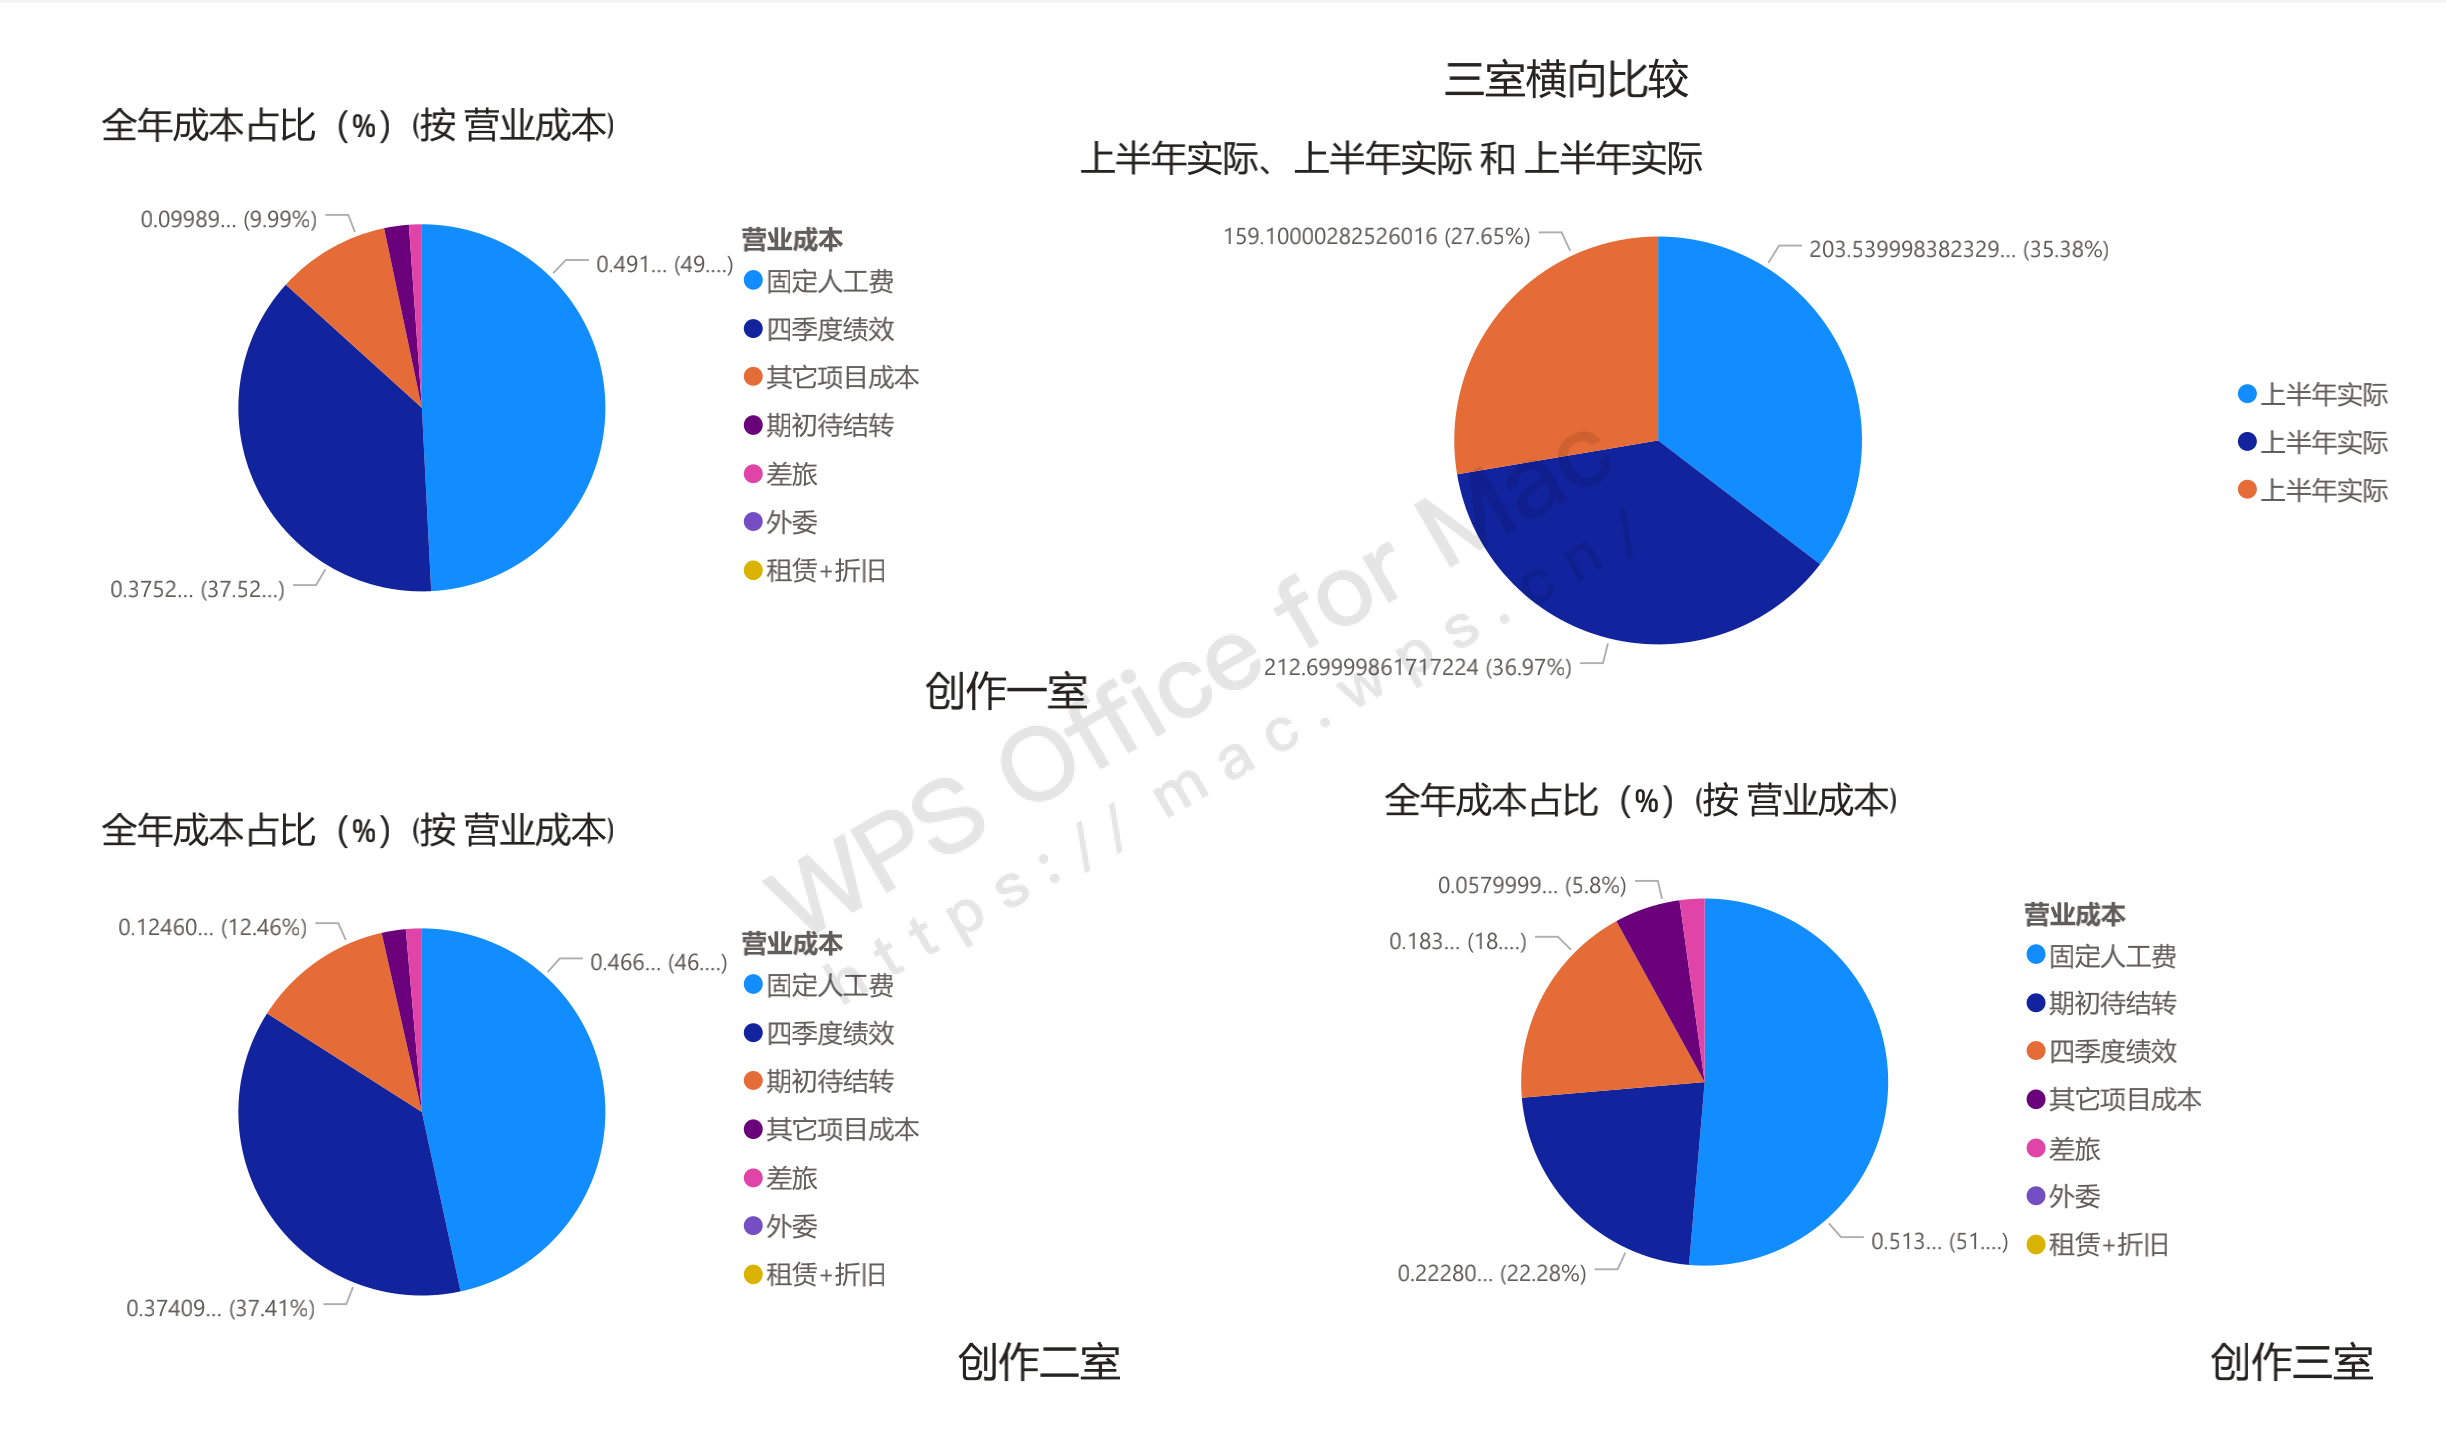 三室横向比较
全年成本占比（%）(按 营业成本)
上半年实际、上半年实际 和 上半年实际
0.09989... (9.99%)
0.491... (49....)
0.3752... (37.52...)
营业成本
固定人工费
四季度绩效
其它项目成本
期初待结转
差旅
外委
租赁+折旧
创作一室
159.10000282526016 (27.65%)
203.539998382329... (35.38%)
212.69999861717224 (36.97%)
上半年实际
上半年实际
上半年实际
WPS Office for Mac
https://mac.wps.cn/
全年成本占比（%）(按 营业成本)
0.12460... (12.46%)
0.466... (46....)
0.37409... (37.41%)
营业成本
固定人工费
四季度绩效
期初待结转
其它项目成本
差旅
外委
租赁+折旧
创作二室
全年成本占比（%）(按 营业成本)
0.0579999... (5.8%)
0.183... (18....)
0.22280... (22.28%)
0.513... (51....)
营业成本
固定人工费
期初待结转
四季度绩效
其它项目成本
差旅
外委
租赁+折旧
创作三室